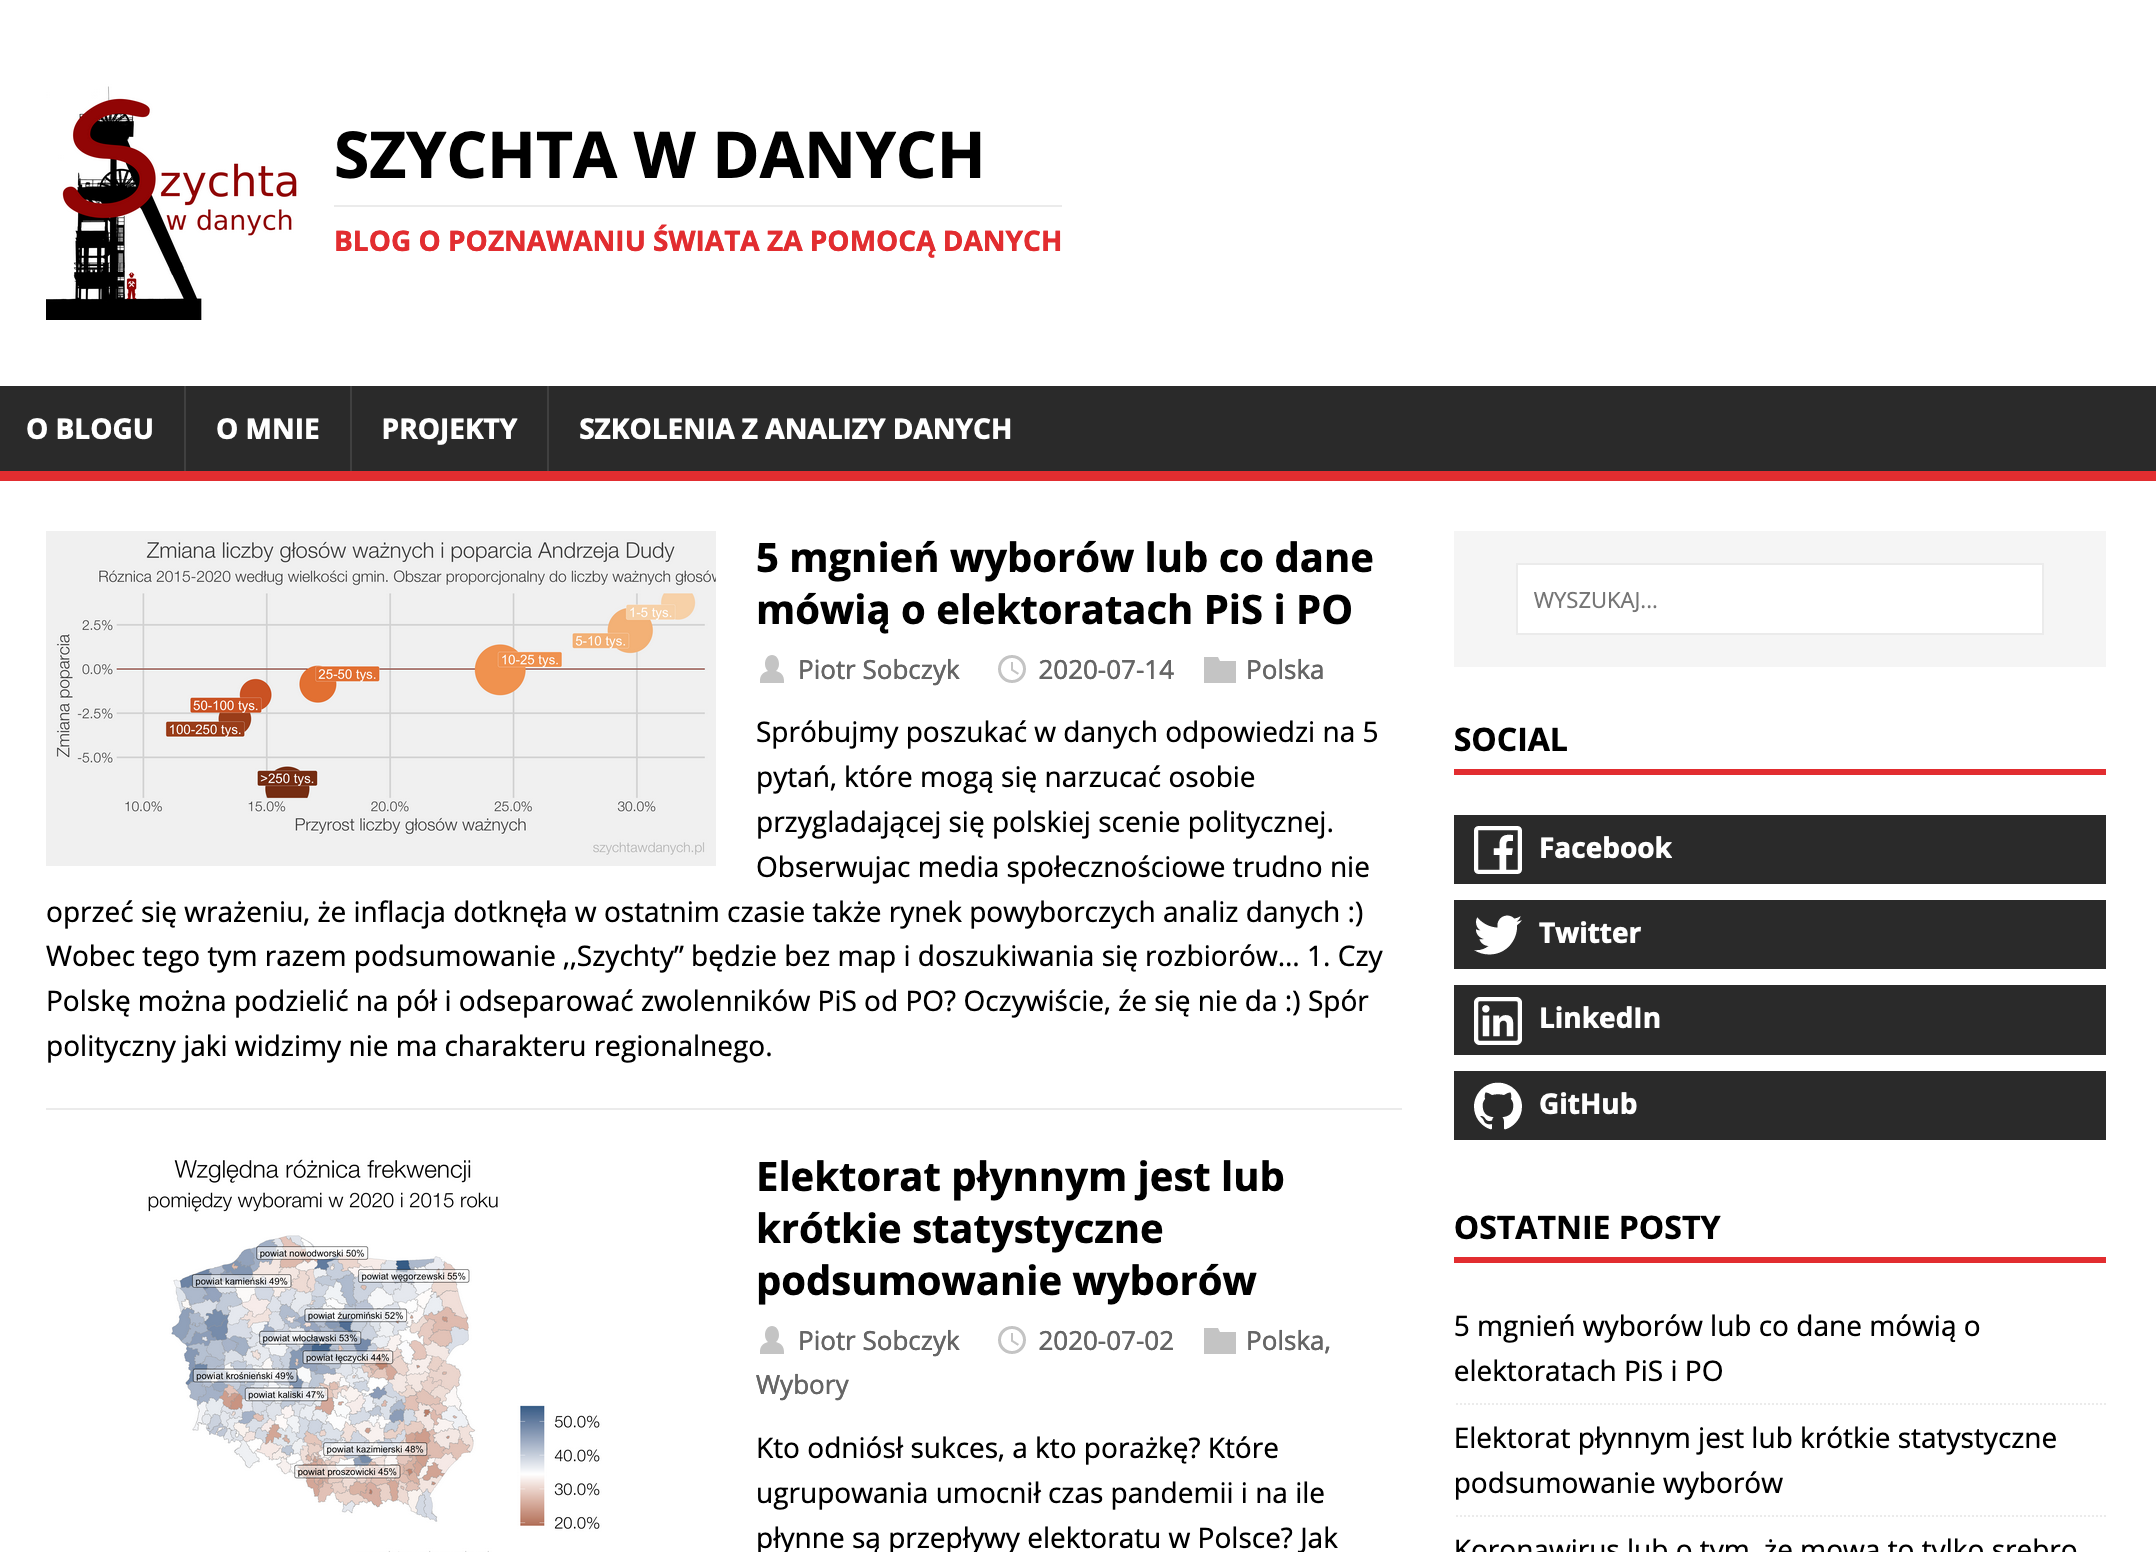 Szychta
w danych
SZYCHTA W DANYCH
BLOG O POZNAWANIU ŚWIATA ZA POMOCĄ DANYCH
O BLOGU
O MNIE
PROJEKTY
SZKOLENIA Z ANALIZY DANYCH
Zmiana liczby głosów ważnych i poparcia Andrzeja Dudy
Róznica 2015-2020 według wielkości gmin. Obszar proporcjonalny do liczby ważnych głosów
Zmiana poparcia
2.5%
0.0%
-2.5%
-5.0%
1-5 tys.
5-10 tys.
10-25 tys.
25-50 tys.
50-100 tys.
100-250 tys.
>250 tys.
10.0%
15.0%
20.0%
25.0%
30.0%
Przyrost liczby głosów ważnych
szychtawdanych.pl
5 mgnień wyborów lub co dane
mówią o elektoratach PiS i PO
Piotr Sobczyk
2020-07-14
Polska
Spróbujmy poszukać w danych odpowiedzi na 5
pytań, które mogą się narzucać osobie
przygladającej się polskiej scenie politycznej.
Obserwujac media społecznościowe trudno nie
oprzeć się wrażeniu, że inflacja dotknęła w ostatnim czasie także rynek powyborczych analiz danych :)
Wobec tego tym razem podsumowanie ,,Szychty” będzie bez map i doszukiwania się rozbiorów… 1. Czy
Polskę można podzielić na pół i odseparować zwolenników PiS od PO? Oczywiście, źe się nie da :) Spór
polityczny jaki widzimy nie ma charakteru regionalnego.
Względna różnica frekwencji
pomiędzy wyborami w 2020 i 2015 roku
powiat nowodworski 50%
powiat węgorzewski 55%
powiat kamieński 49%
powiat żuromiński 52%
powiat włocławski 53%
powiat łęczycki 44%
powiat krośnieński 49%
powiat kaliski 47%
powiat kazimierski 48%
powiat proszowicki 45%
50.0%
40.0%
30.0%
20.0%
Elektorat płynnym jest lub
krótkie statystyczne
podsumowanie wyborów
Piotr Sobczyk
2020-07-02
Polska,
Wybory
Kto odniósł sukces, a kto porażkę? Które
ugrupowania umocnił czas pandemii i na ile
płynne są przepływy elektoratu w Polsce? Jak
WYSZUKAJ...
SOCIAL
Facebook
Twitter
LinkedIn
GitHub
OSTATNIE POSTY
5 mgnień wyborów lub co dane mówią o
elektoratach PiS i PO
Elektorat płynnym jest lub krótkie statystyczne
podsumowanie wyborów
Koronawirus lub o tym, że mowa to tylko srebro